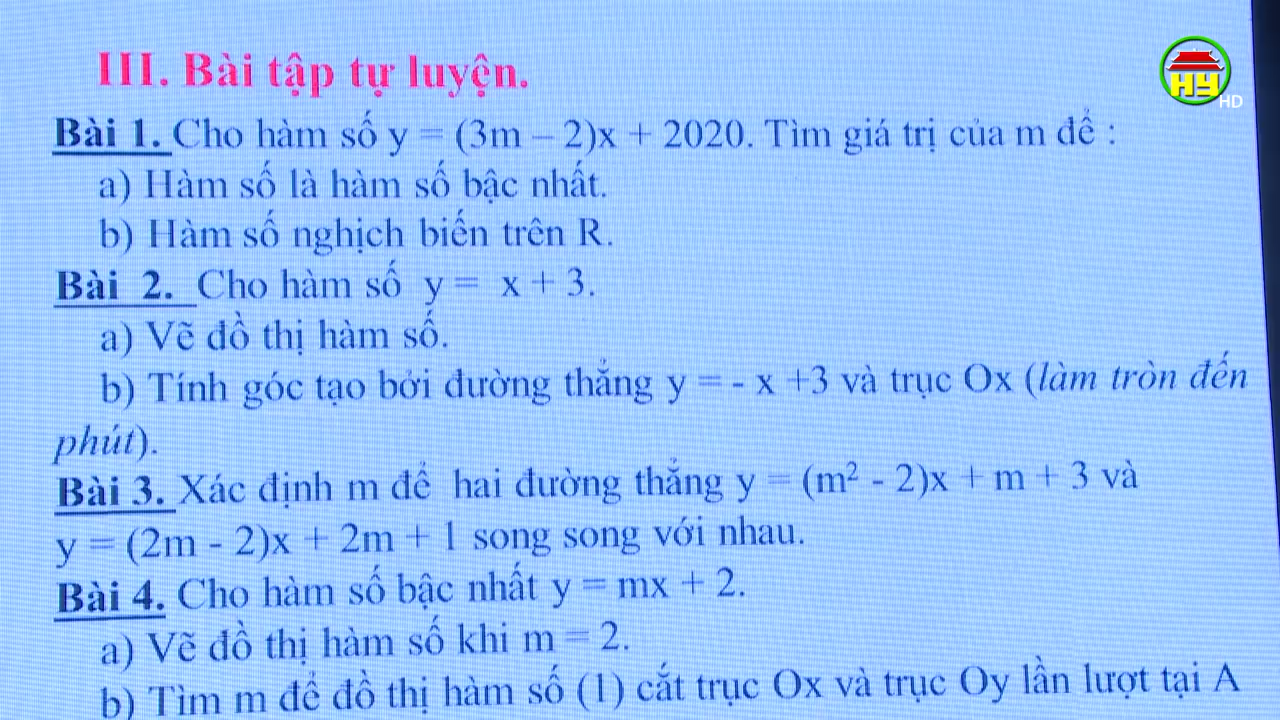 III. Bài tập tự luyện.
HY
HD
Bài 1. Cho hàm số y = (3m – 2)x + 2020. Tìm giá trị của m để :
a) Hàm số là hàm số bậc nhất.
b) Hàm số nghịch biến trên R.
Bài 2. Cho hàm số y = x + 3.
a) Vẽ đồ thị hàm số.
b) Tính góc tạo bởi đường thẳng y = - x +3 và trục Ox (làm tròn đến
phút).
Bài 3. Xác định m để hai đường thẳng y = (m² - 2)x + m + 3 và
y = (2m - 2)x + 2m + 1 song song với nhau.
Bài 4. Cho hàm số bậc nhất y = mx + 2.
a) Vẽ đồ thị hàm số khi m = 2.
b) Tìm m để đồ thị hàm số (1) cắt trục Ox và trục Oy lần lượt tại A